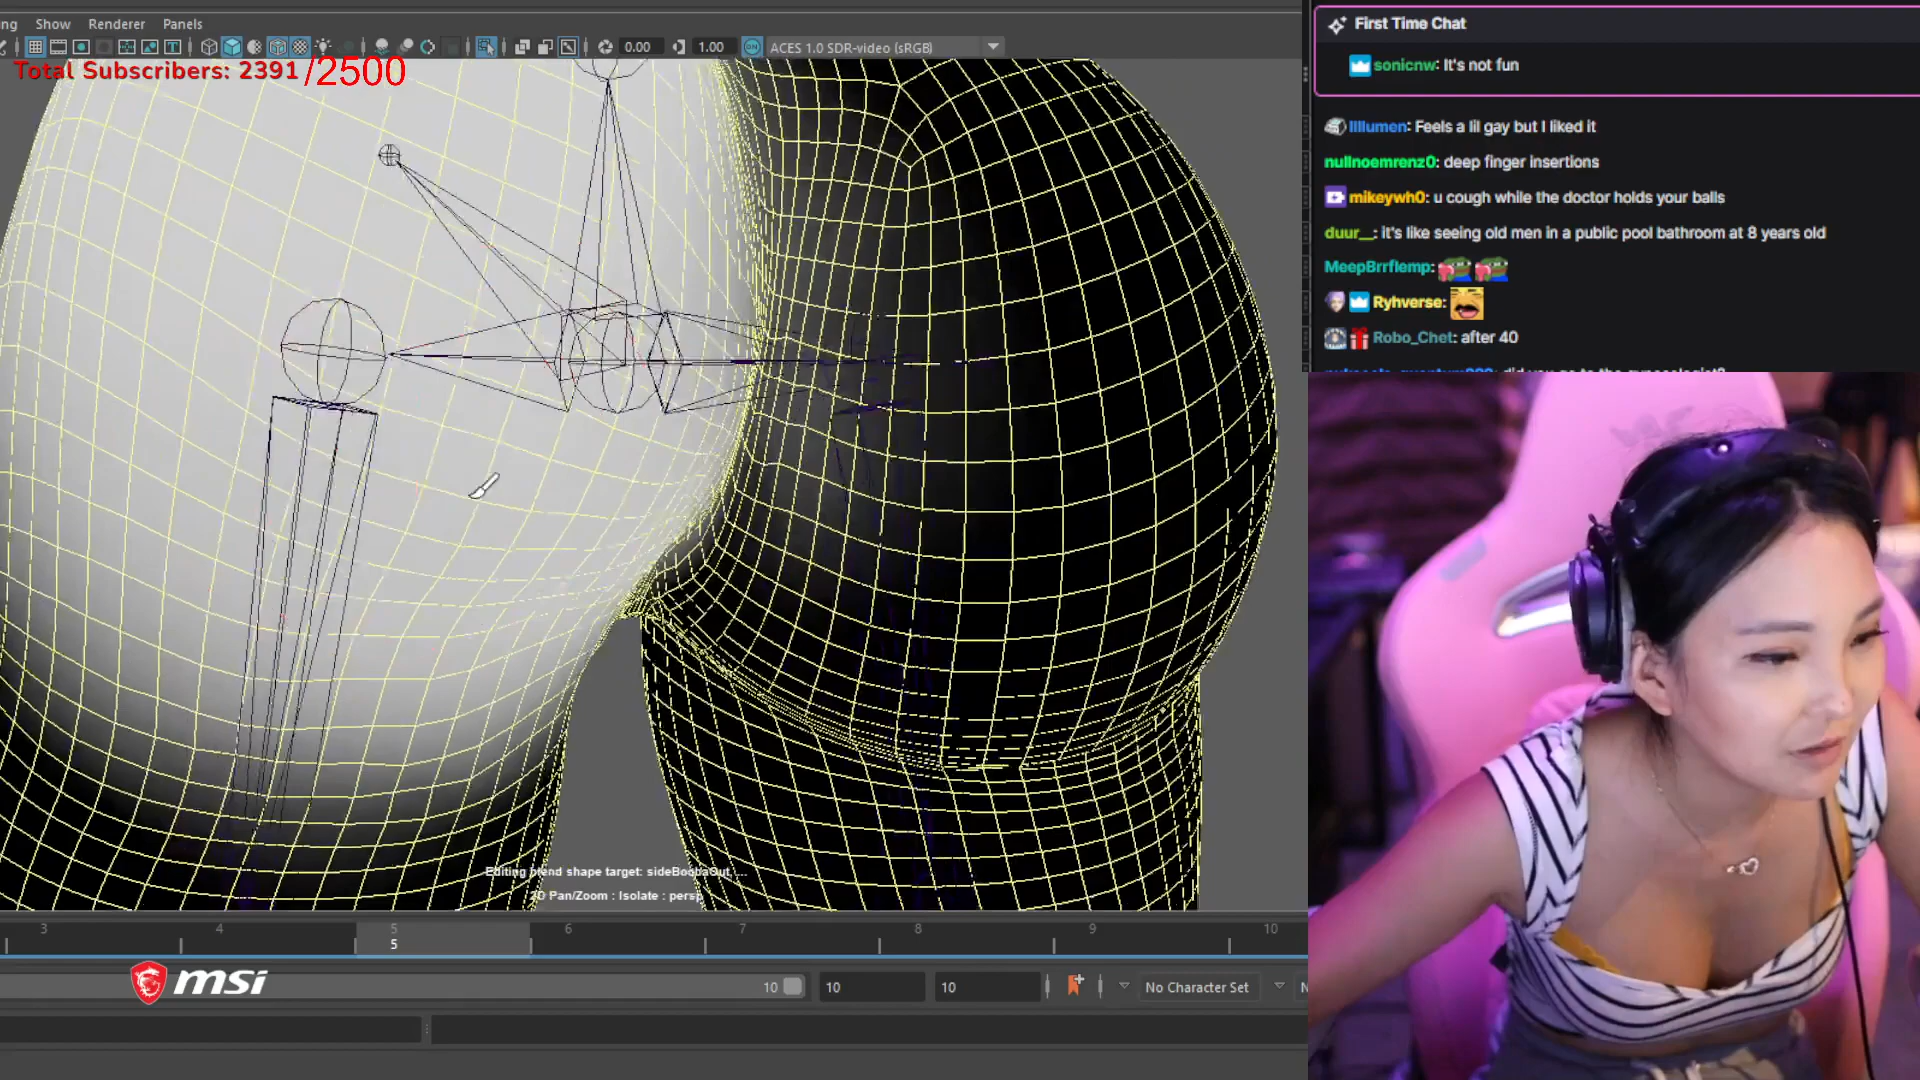 ng Show Renderer Panels
0.00 1.00 ON ACES 1.0 SDR-video (sRGB)
Total Subscribers: 2391 /2500
Editing blend shape target: sideBoobaOut, ...
2D Pan/Zoom : Isolate : persp
3 4 5 6 7 8 9 10
5
msi
10 10 10 No Character Set N
First Time Chat
sonicnw: It's not fun
Feels a lil gay but I liked it
nullnoemrenz0: deep finger insertions
mikeywh0: u cough while the doctor holds your balls
duur__: it's like seeing old men in a public pool bathroom at 8 years old
MeepBrrflemp:
Ryhverse:
Robo_Chet: after 40